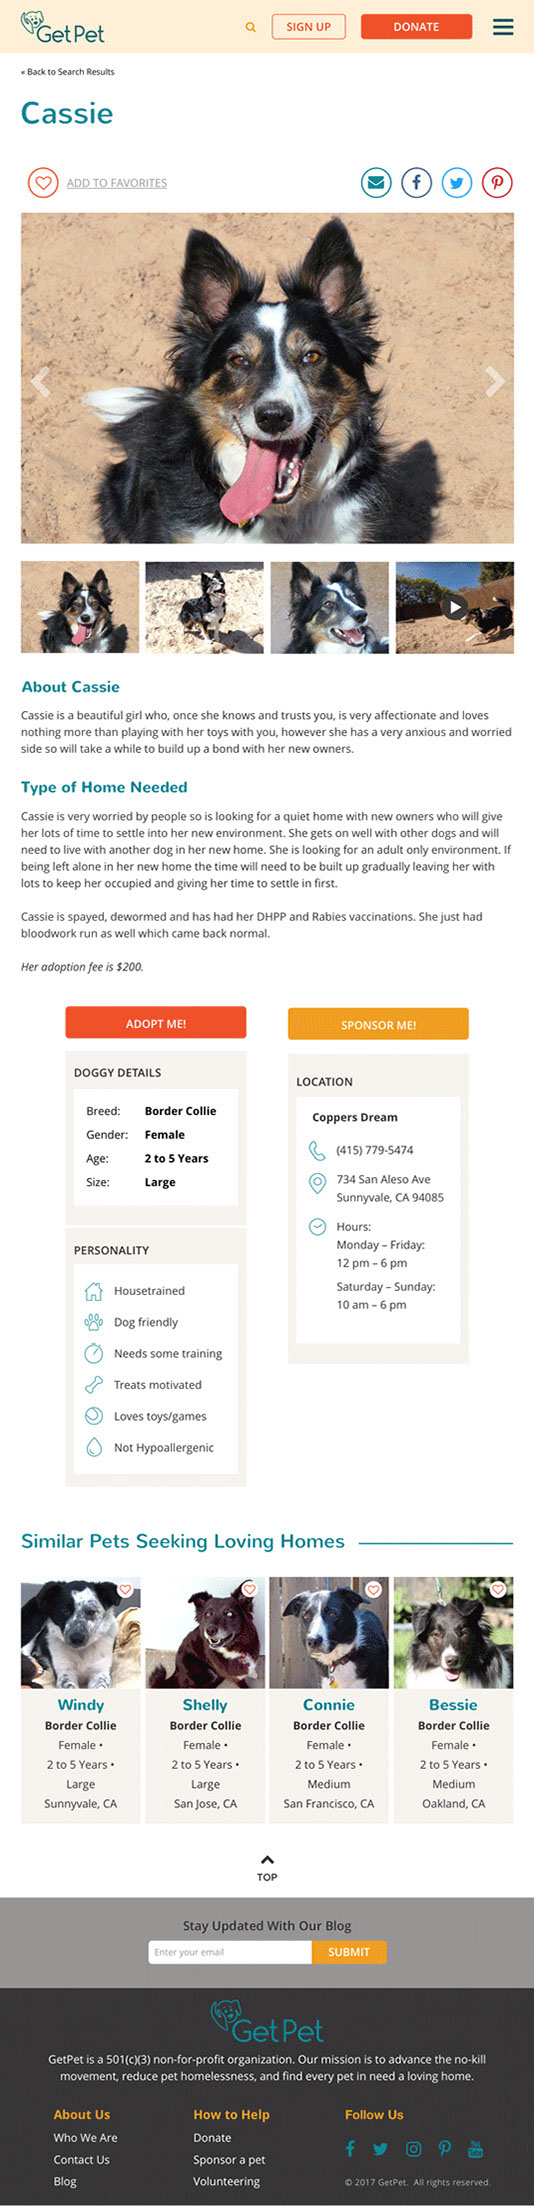 GetPet
SIGN UP
DONATE
« Back to Search Results
Cassie
ADD TO FAVORITES
About Cassie
Cassie is a beautiful girl who, once she knows and trusts you, is very affectionate and loves
nothing more than playing with her toys with you, however she has a very anxious and worried
side so will take a while to build up a bond with her new owners.
Type of Home Needed
Cassie is very worried by people so is looking for a quiet home with new owners who will give
her lots of time to settle into her new environment. She gets on well with other dogs and will
need to live with another dog in her new home. She is looking for an adult only environment. If
being left alone in her new home the time will need to be built up gradually leaving her with
lots to keep her occupied and giving her time to settle in first.
Cassie is spayed, dewormed and has had her DHPP and Rabies vaccinations. She just had
bloodwork run as well which came back normal.
Her adoption fee is $200.
ADOPT ME!
DOGGY DETAILS
Breed: Border Collie
Gender: Female
Age: 2 to 5 Years
Size: Large
PERSONALITY
Housetrained
Dog friendly
Needs some training
Treats motivated
Loves toys/games
Not Hypoallergenic
SPONSOR ME!
LOCATION
Coppers Dream
(415) 779-5474
734 San Aleso Ave
Sunnyvale, CA 94085
Hours:
Monday – Friday:
12 pm – 6 pm
Saturday – Sunday:
10 am – 6 pm
Similar Pets Seeking Loving Homes
Windy
Border Collie
Female •
2 to 5 Years •
Large
Sunnyvale, CA
Shelly
Border Collie
Female •
2 to 5 Years •
Large
San Jose, CA
Connie
Border Collie
Female •
2 to 5 Years •
Medium
San Francisco, CA
Bessie
Border Collie
Female •
2 to 5 Years •
Medium
Oakland, CA
TOP
Stay Updated With Our Blog
Enter your email
SUBMIT
GetPet
GetPet is a 501(c)(3) non-for-profit organization. Our mission is to advance the no-kill
movement, reduce pet homelessness, and find every pet in need a loving home.
About Us
Who We Are
Contact Us
Blog
How to Help
Donate
Sponsor a pet
Volunteering
Follow Us
You Tube
© 2017 GetPet. All rights reserved.